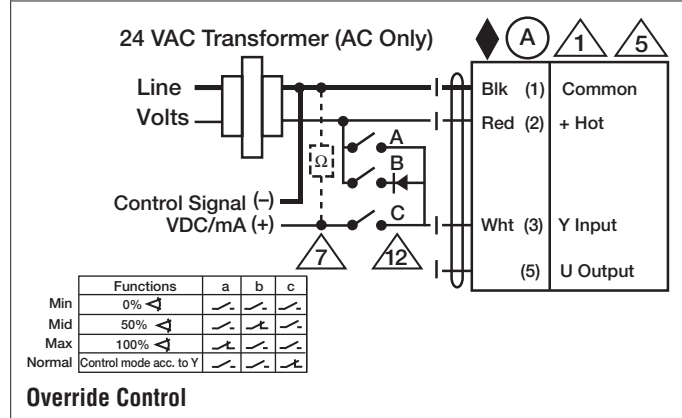 24 VAC Transformer (AC Only)
A 1 5
Line
Volts
Blk (1) Common
Red (2) + Hot
A
B
Ω
Control Signal (–)
VDC/mA (+)
C
Wht (3) Y Input
7 12
(5) U Output
Functions a b c
Min 0%
Mid 50%
Max 100%
Normal Control mode acc. to Y
Override Control